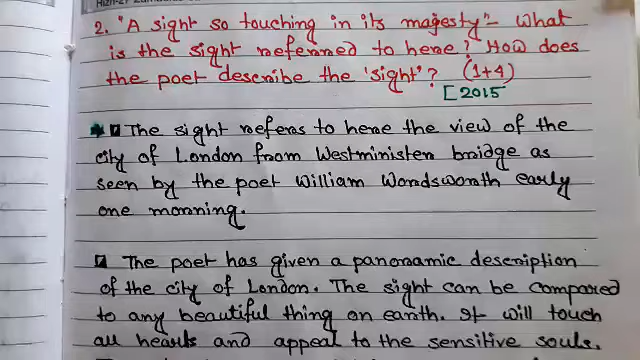 2. "A sight so touching in its majesty" - What
is the sight referred to here? How does
the poet describe the 'sight'? (1+4)
[2015
The sight refers to here the view of the
city of London from Westminister bridge as
seen by the poet William Wordsworth early
one morning.
The poet has given a panoramic description
of the city of London. The sight can be compared
to any beautiful thing on earth. It will touch
all hearts and appeal to the sensitive souls.